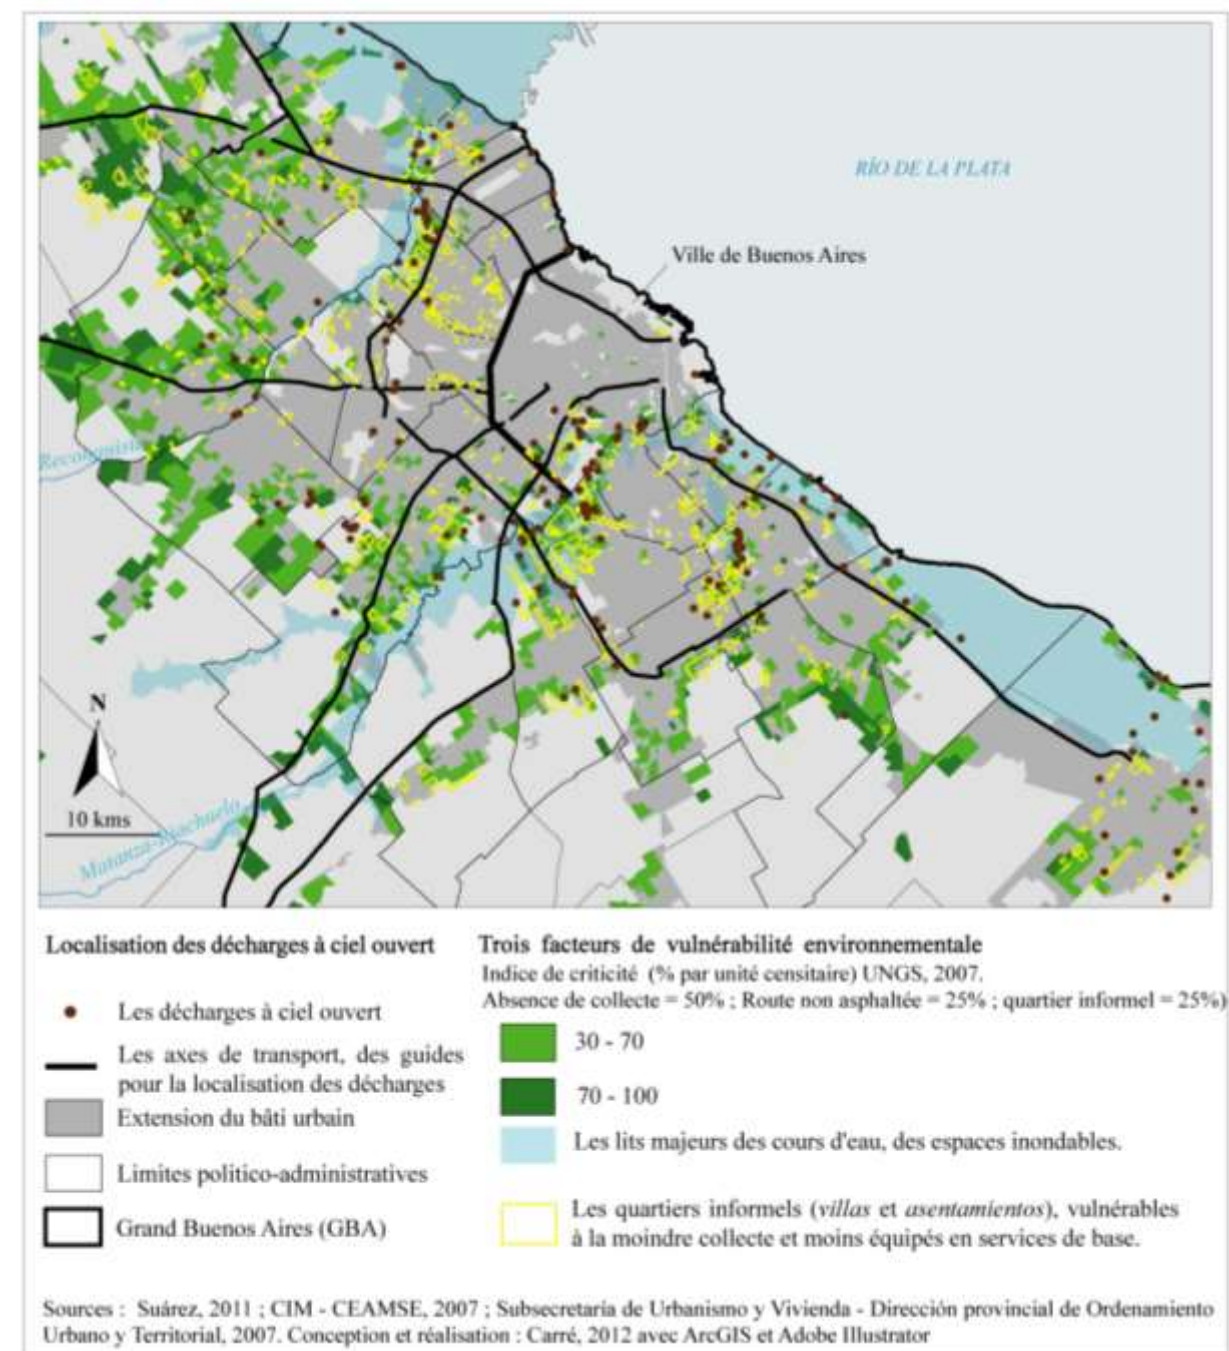 RÍO DE LA PLATA
Ville de Buenos Aires
Reconquista
N
10 kms
Matanza-Riachuelo
Localisation des décharges à ciel ouvert
Les décharges à ciel ouvert
Les axes de transport, des guides
pour la localisation des décharges
Extension du bâti urbain
Limites politico-administratives
Grand Buenos Aires (GBA)
Trois facteurs de vulnérabilité environnementale
Indice de criticité (% par unité censitaire) UNGS, 2007.
Absence de collecte = 50% ; Route non asphaltée = 25% ; quartier informel = 25%)
30 - 70
70 - 100
Les lits majeurs des cours d'eau, des espaces inondables.
Les quartiers informels (villas et asentamientos), vulnérables
à la moindre collecte et moins équipés en services de base.
Sources : Suárez, 2011 ; CIM - CEAMSE, 2007 ; Subsecretaría de Urbanismo y Vivienda - Dirección provincial de Ordenamiento
Urbano y Territorial, 2007. Conception et réalisation : Carré, 2012 avec ArcGIS et Adobe Illustrator